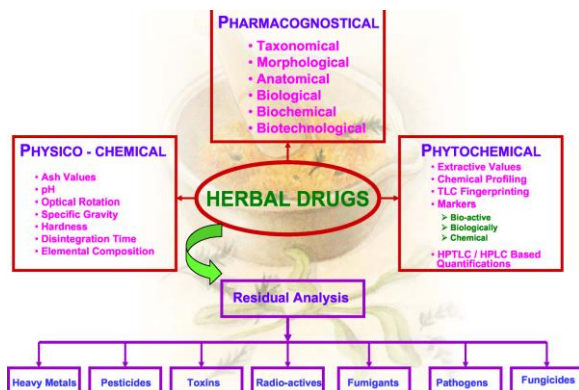 PHARMACOGNOSTICAL
• Taxonomical
• Morphological
• Anatomical
• Biological
• Biochemical
• Biotechnological
PHYSICO - CHEMICAL
• Ash Values
• pH
• Optical Rotation
• Specific Gravity
• Hardness
• Disintegration Time
• Elemental Composition
HERBAL DRUGS
PHYTOCHEMICAL
• Extractive Values
• Chemical Profiling
• TLC Fingerprinting
• Markers
➢ Bio-active
➢ Biologically
➢ Chemical
• HPTLC / HPLC Based
Quantifications
Residual Analysis
Heavy Metals
Pesticides
Toxins
Radio-actives
Fumigants
Pathogens
Fungicides